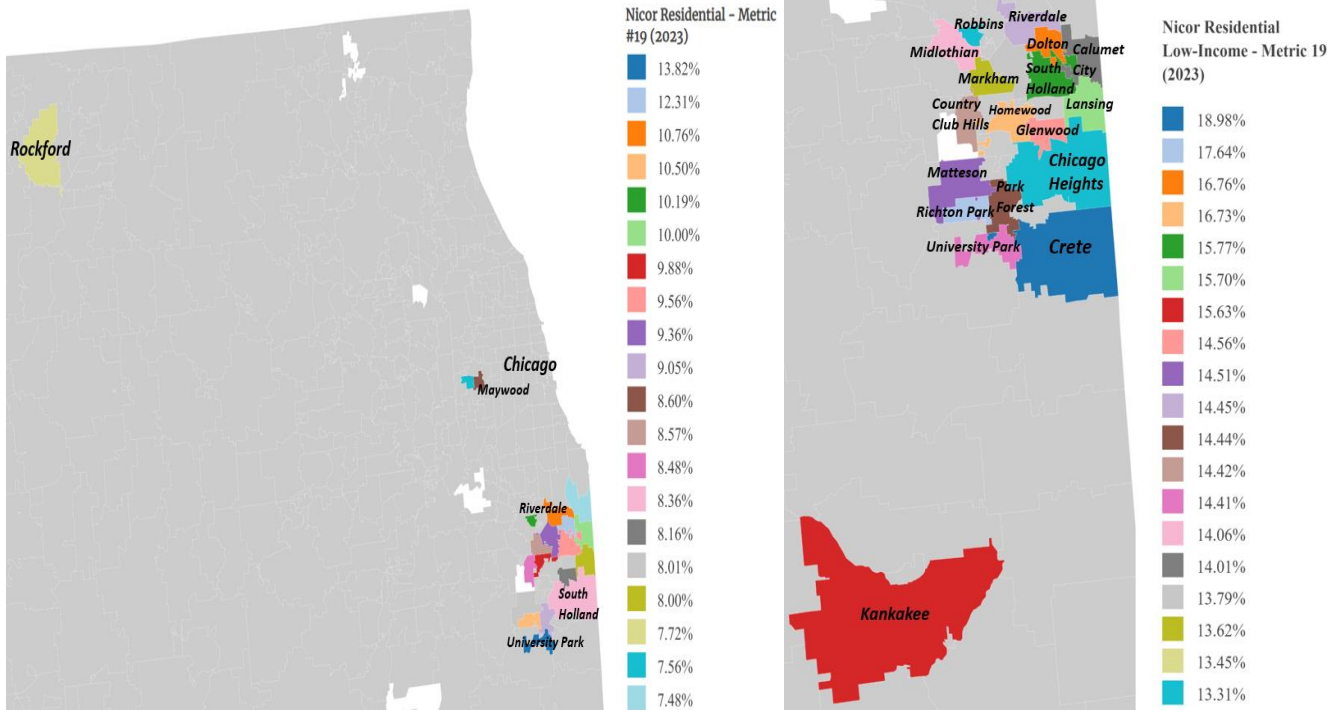 Rockford
Chicago
Maywood
Riverdale
South
Holland
University Park
Nicor Residential - Metric
#19 (2023)
13.82%
12.31%
10.76%
10.50%
10.19%
10.00%
9.88%
9.56%
9.36%
9.05%
8.60%
8.57%
8.48%
8.36%
8.16%
8.01%
8.00%
7.72%
7.56%
7.48%
Robbins
Riverdale
Midlothian
Dolton
Calumet
City
Markham
South
Holland
Country
Club Hills
Homewood
Lansing
Glenwood
Chicago
Heights
Matteson
Park
Forest
Richton Park
University Park
Crete
Kankakee
Nicor Residential
Low-Income - Metric 19
(2023)
18.98%
17.64%
16.76%
16.73%
15.77%
15.70%
15.63%
14.56%
14.51%
14.45%
14.44%
14.42%
14.41%
14.06%
14.01%
13.79%
13.62%
13.45%
13.31%